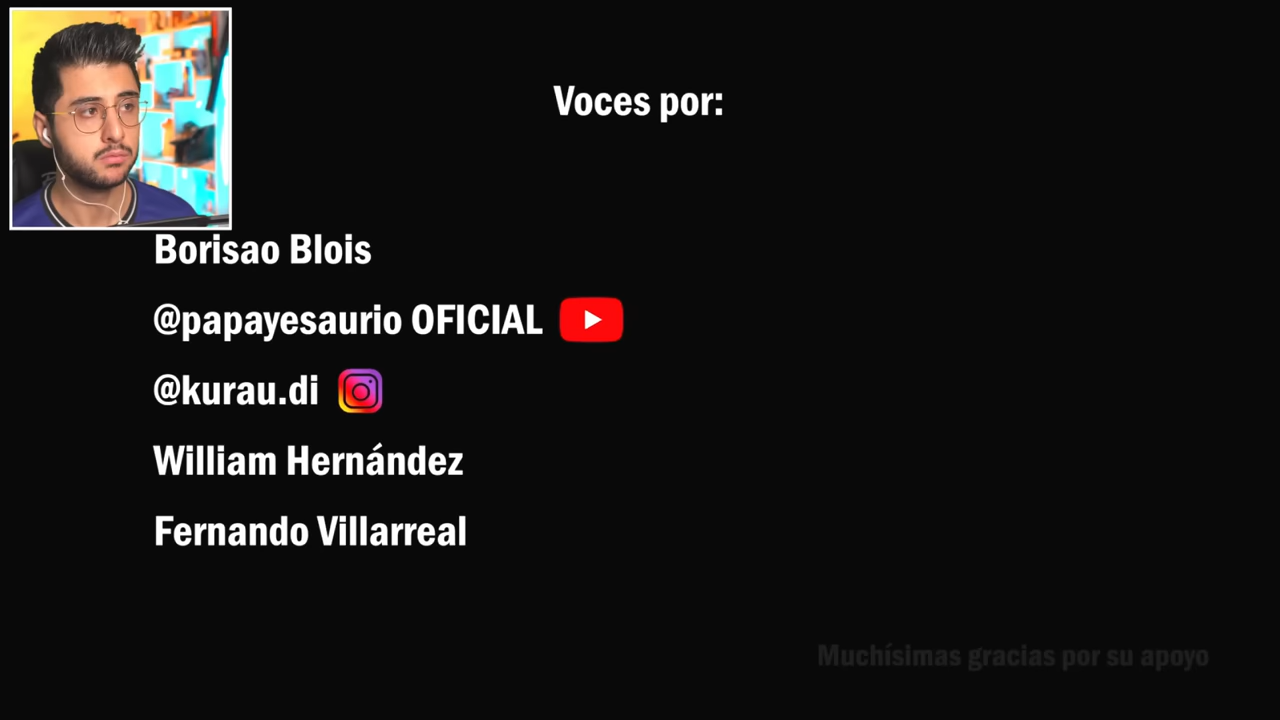 Voces por:
Borisao Blois
@papayesaurio OFICIAL
@kurau.di
William Hernández
Fernando Villarreal
Muchísimas gracias por su apoyo